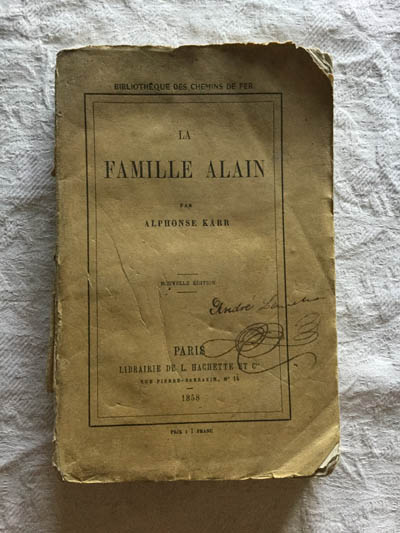 BIBLIOTHÈQUE DES CHEMINS DE FER
LA
FAMILLE ALAIN
PAR
ALPHONSE KARR
NOUVELLE ÉDITION
André
PARIS
LIBRAIRIE DE L. HACHETTE ET Cie
RUE PIERRE-SARRAZIN, N° 14
1858
PRIX : 1 FRANC